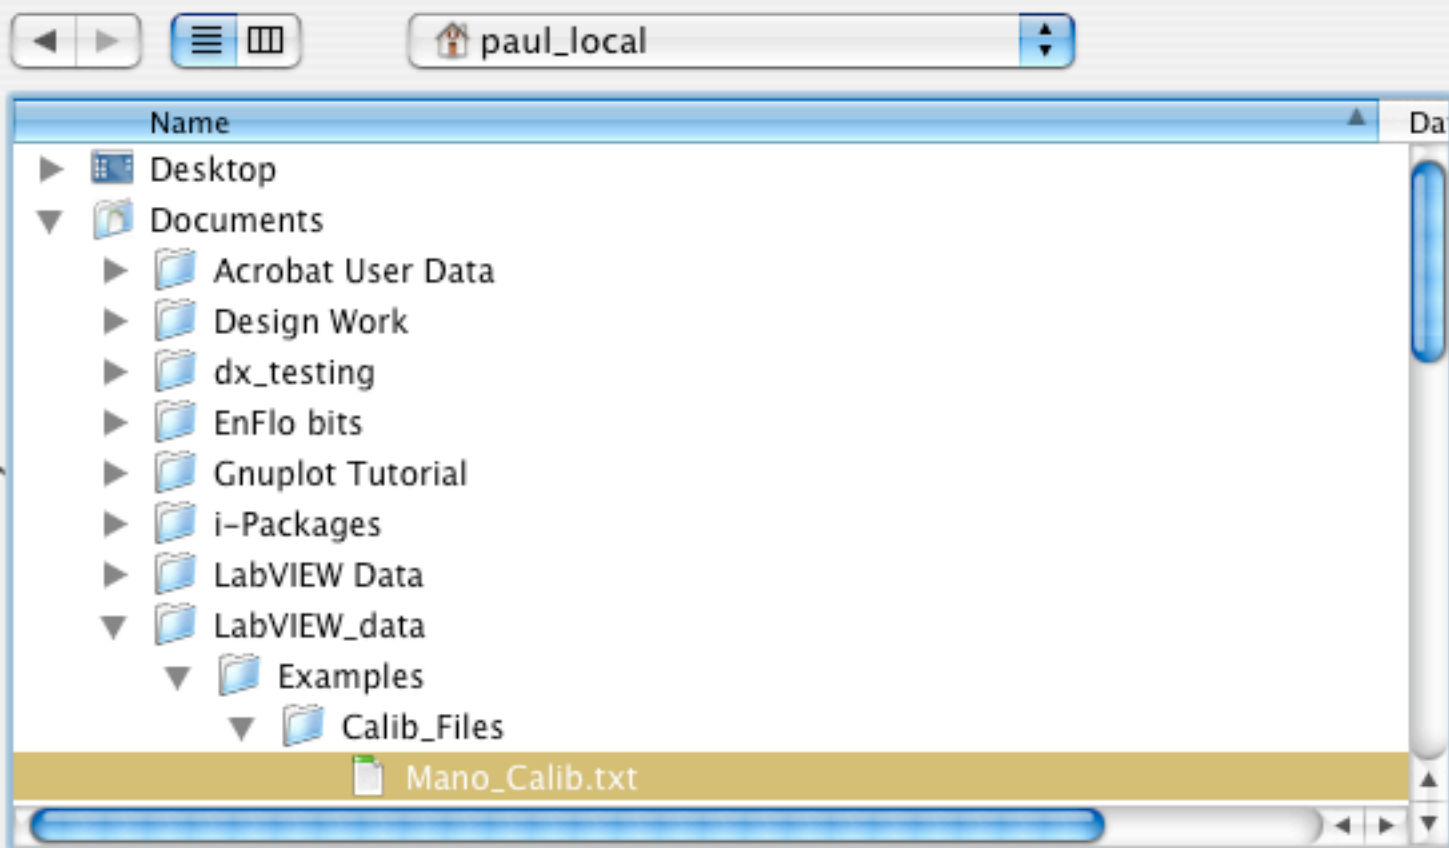 paul_local
Name Da
Desktop
Documents
Acrobat User Data
Design Work
dx_testing
EnFlo bits
Gnuplot Tutorial
i-Packages
LabVIEW Data
LabVIEW_data
Examples
Calib_Files
Mano_Calib.txt